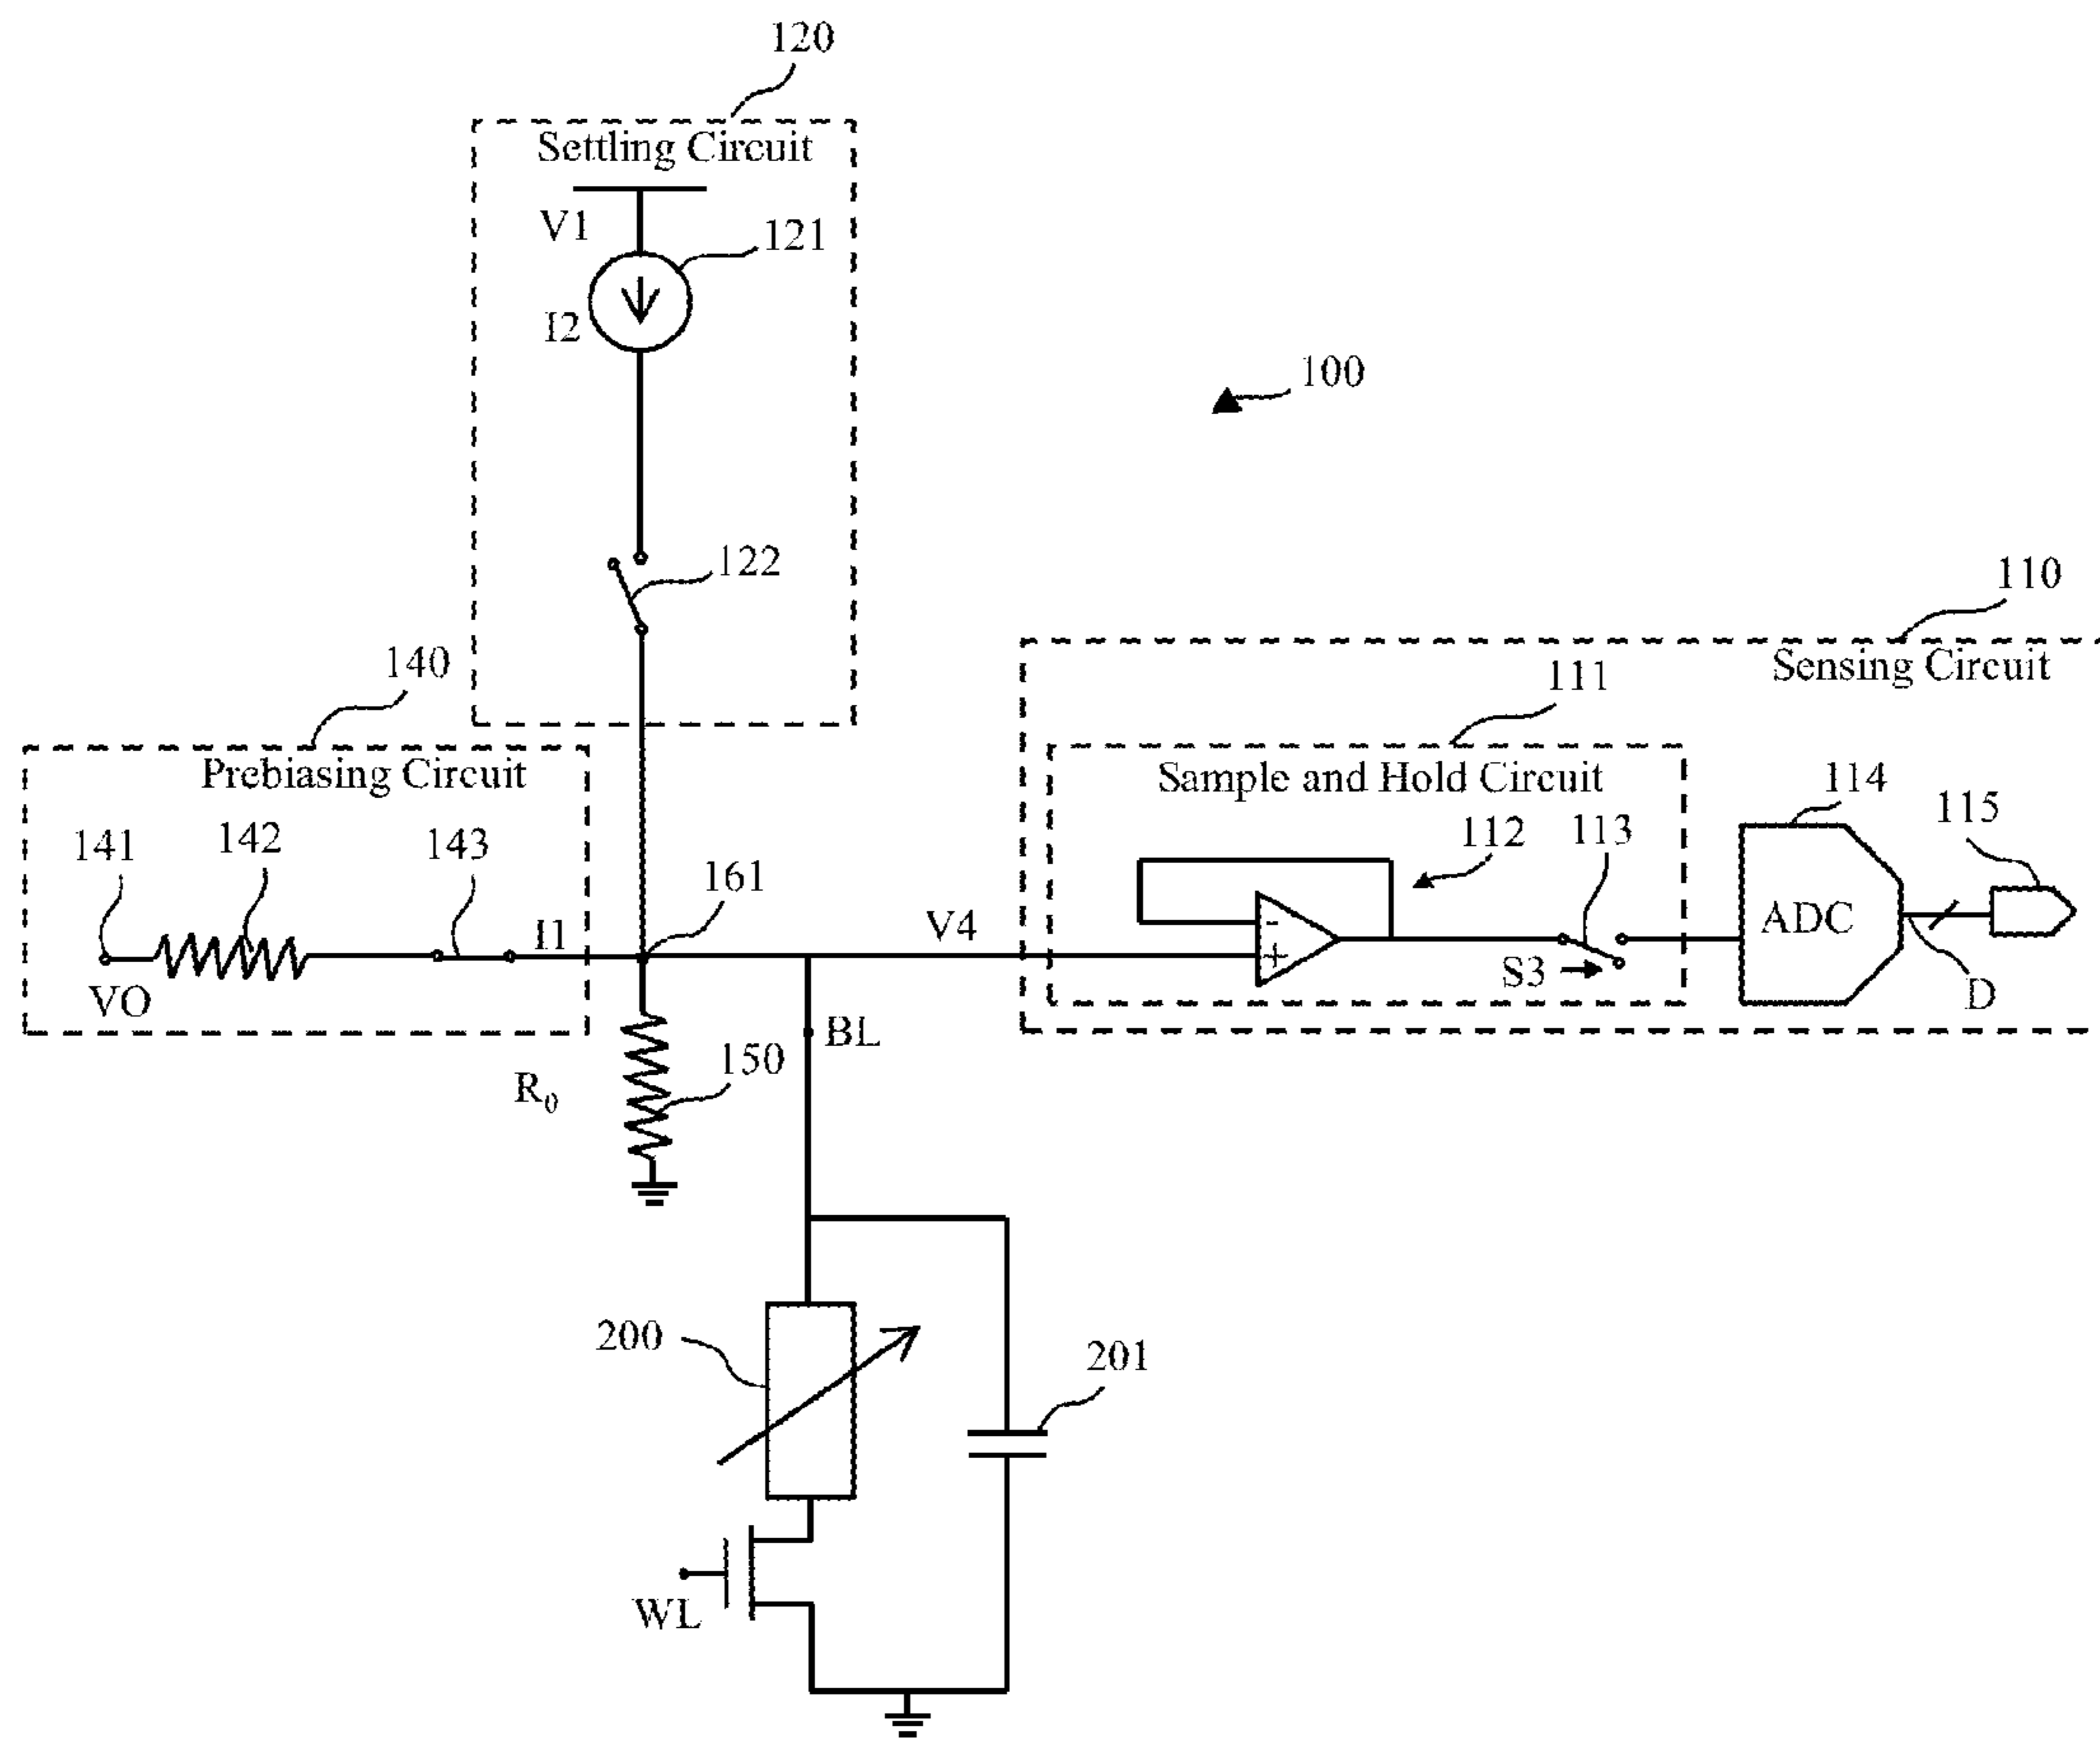 120
Settling Circuit
V1
121
I2
100
122
110
Sensing Circuit
140
111
Prebiasing Circuit
Sample and Hold Circuit
114
141
142
143
161
112
113
115
I1
V4
-
+
ADC
VO
S3
D
BL
R₀
150
200
201
WL